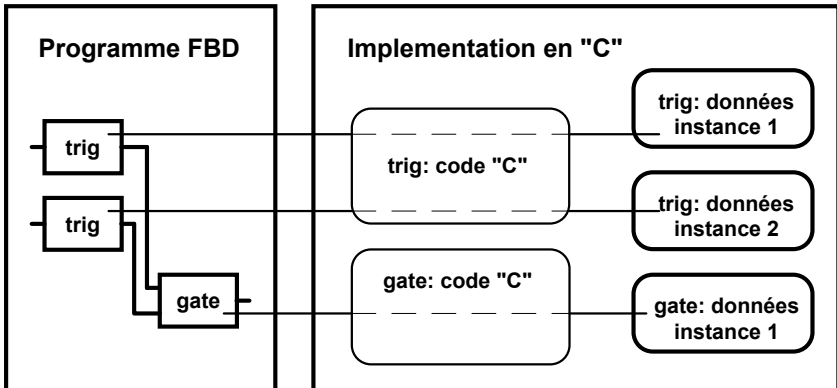 Programme FBD
trig
trig
gate
Implementation en "C"
trig: code "C"
gate: code "C"
trig: données
instance 1
trig: données
instance 2
gate: données
instance 1